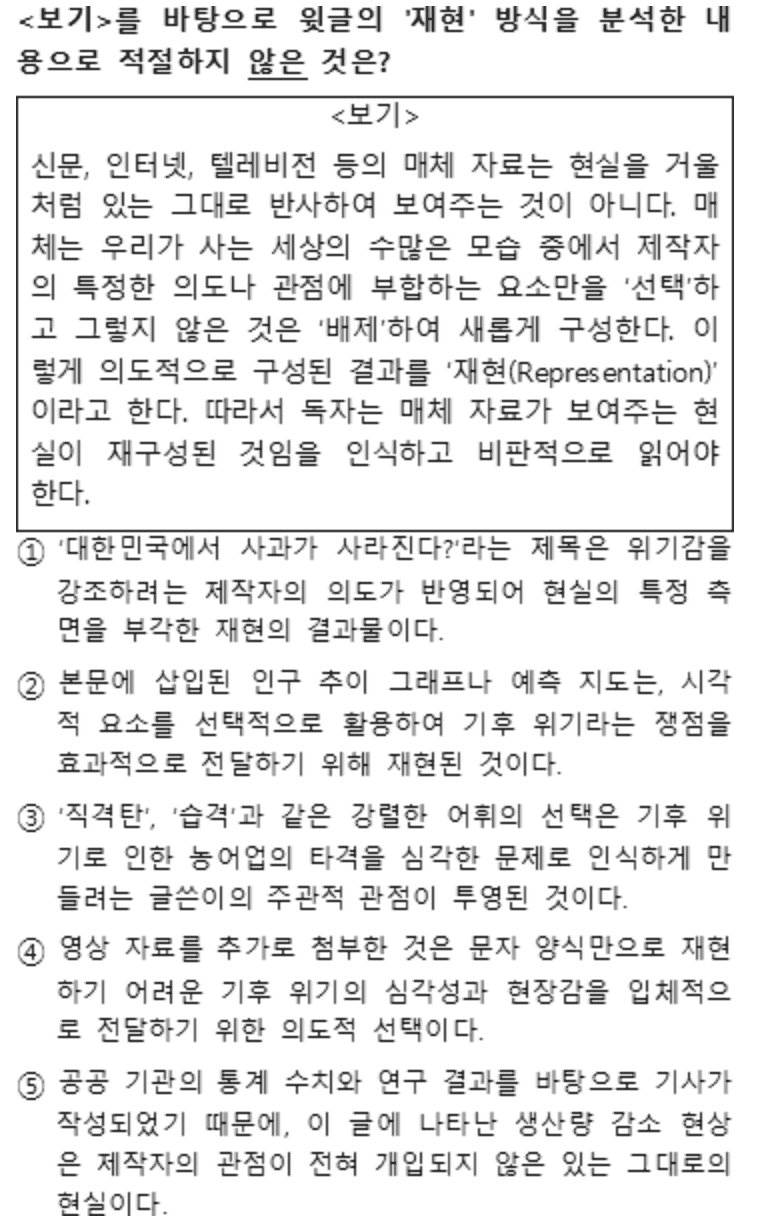 <보기>를 바탕으로 윗글의 '재현' 방식을 분석한 내
용으로 적절하지 않은 것은?
<보기>
신문, 인터넷, 텔레비전 등의 매체 자료는 현실을 거울
처럼 있는 그대로 반사하여 보여주는 것이 아니다. 매
체는 우리가 사는 세상의 수많은 모습 중에서 제작자
의 특정한 의도나 관점에 부합하는 요소만을 '선택'하
고 그렇지 않은 것은 '배제'하여 새롭게 구성한다. 이
렇게 의도적으로 구성된 결과를 '재현(Representation)'
이라고 한다. 따라서 독자는 매체 자료가 보여주는 현
실이 재구성된 것임을 인식하고 비판적으로 읽어야
한다.
① '대한민국에서 사과가 사라진다?'라는 제목은 위기감을
강조하려는 제작자의 의도가 반영되어 현실의 특정 측
면을 부각한 재현의 결과물이다.
② 본문에 삽입된 인구 추이 그래프나 예측 지도는, 시각
적 요소를 선택적으로 활용하여 기후 위기라는 쟁점을
효과적으로 전달하기 위해 재현된 것이다.
③ '직격탄', '습격'과 같은 강렬한 어휘의 선택은 기후 위
기로 인한 농어업의 타격을 심각한 문제로 인식하게 만
들려는 글쓴이의 주관적 관점이 투영된 것이다.
④ 영상 자료를 추가로 첨부한 것은 문자 양식만으로 재현
하기 어려운 기후 위기의 심각성과 현장감을 입체적으
로 전달하기 위한 의도적 선택이다.
⑤ 공공 기관의 통계 수치와 연구 결과를 바탕으로 기사가
작성되었기 때문에, 이 글에 나타난 생산량 감소 현상
은 제작자의 관점이 전혀 개입되지 않은 있는 그대로의
현실이다.